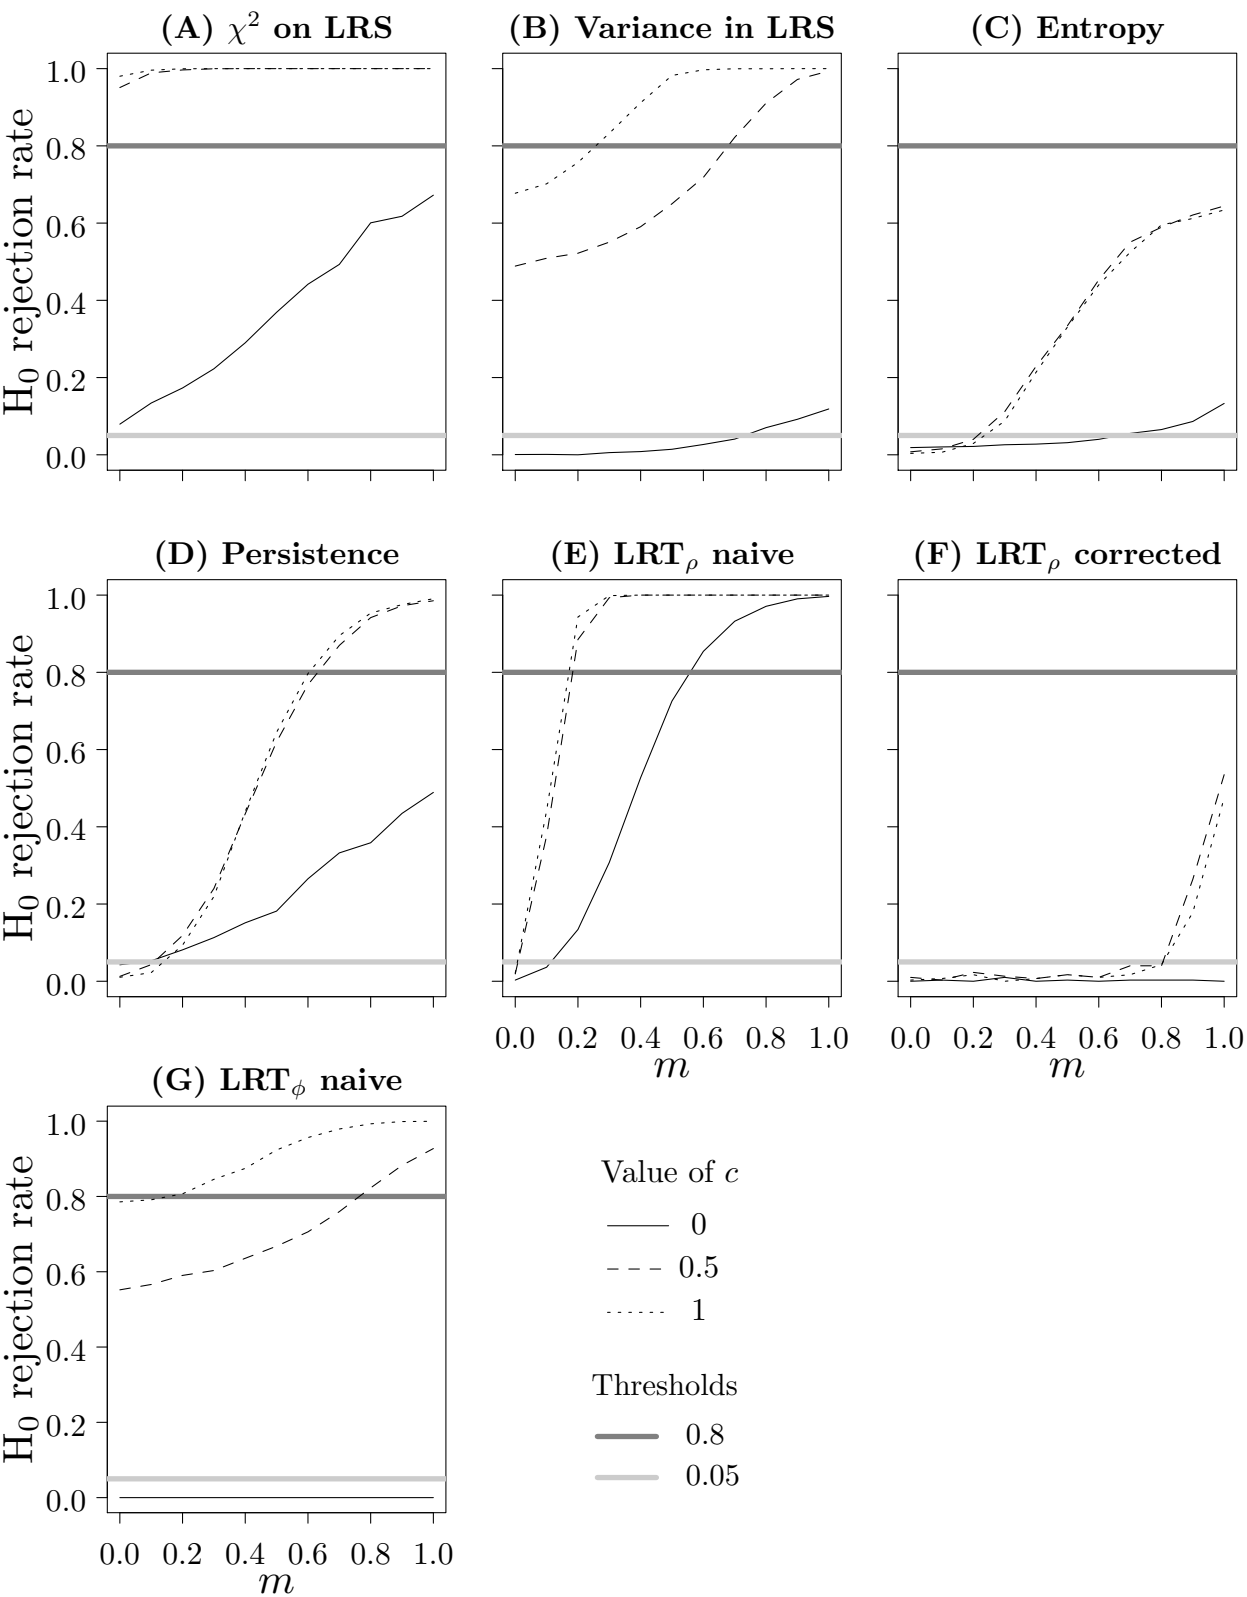 (A) χ² on LRS
(B) Variance in LRS
(C) Entropy
H₀ rejection rate
1.0
0.8
0.6
0.4
0.2
0.0
(D) Persistence
(E) LRTρ naive
(F) LRTρ corrected
H₀ rejection rate
1.0
0.8
0.6
0.4
0.2
0.0
0.0 0.2 0.4 0.6 0.8 1.0
m
0.0 0.2 0.4 0.6 0.8 1.0
m
(G) LRTϕ naive
H₀ rejection rate
1.0
0.8
0.6
0.4
0.2
0.0
0.0 0.2 0.4 0.6 0.8 1.0
m
Value of c
0
0.5
1
Thresholds
0.8
0.05